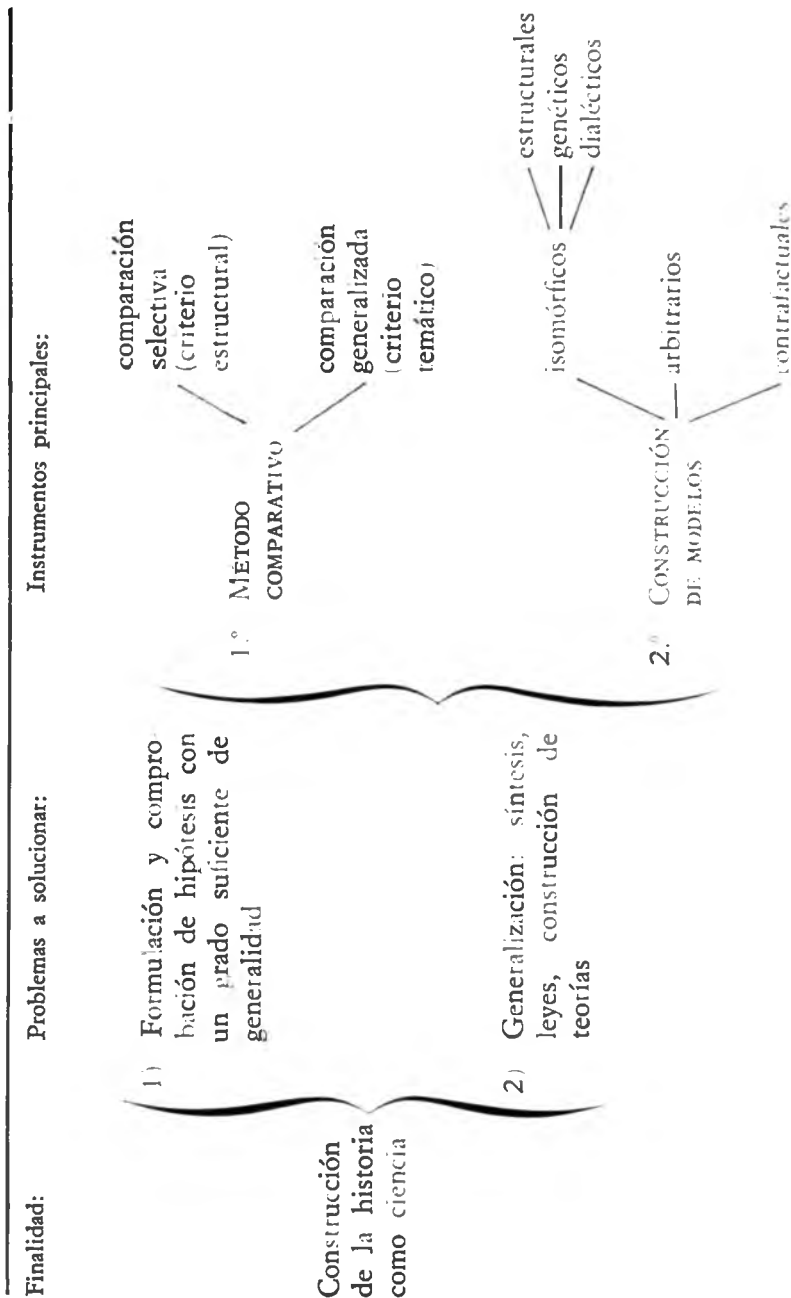 Finalidad:
Problemas a solucionar:
Instrumentos principales:
Construcción
de la historia
como ciencia
1) Formulación y compro
bación de hipótesis con
un grado suficiente de
generalidad
2) Generalización: síntesis,
leyes, construcción de
teorías
1.º MÉTODO
COMPARATIVO
comparación
selectiva
(criterio
estructural)
comparación
generalizada
(criterio
temático)
2.º CONSTRUCCIÓN
DE MODELOS
isomórficos
estructurales
genéticos
dialécticos
arbitrarios
contrafactuales